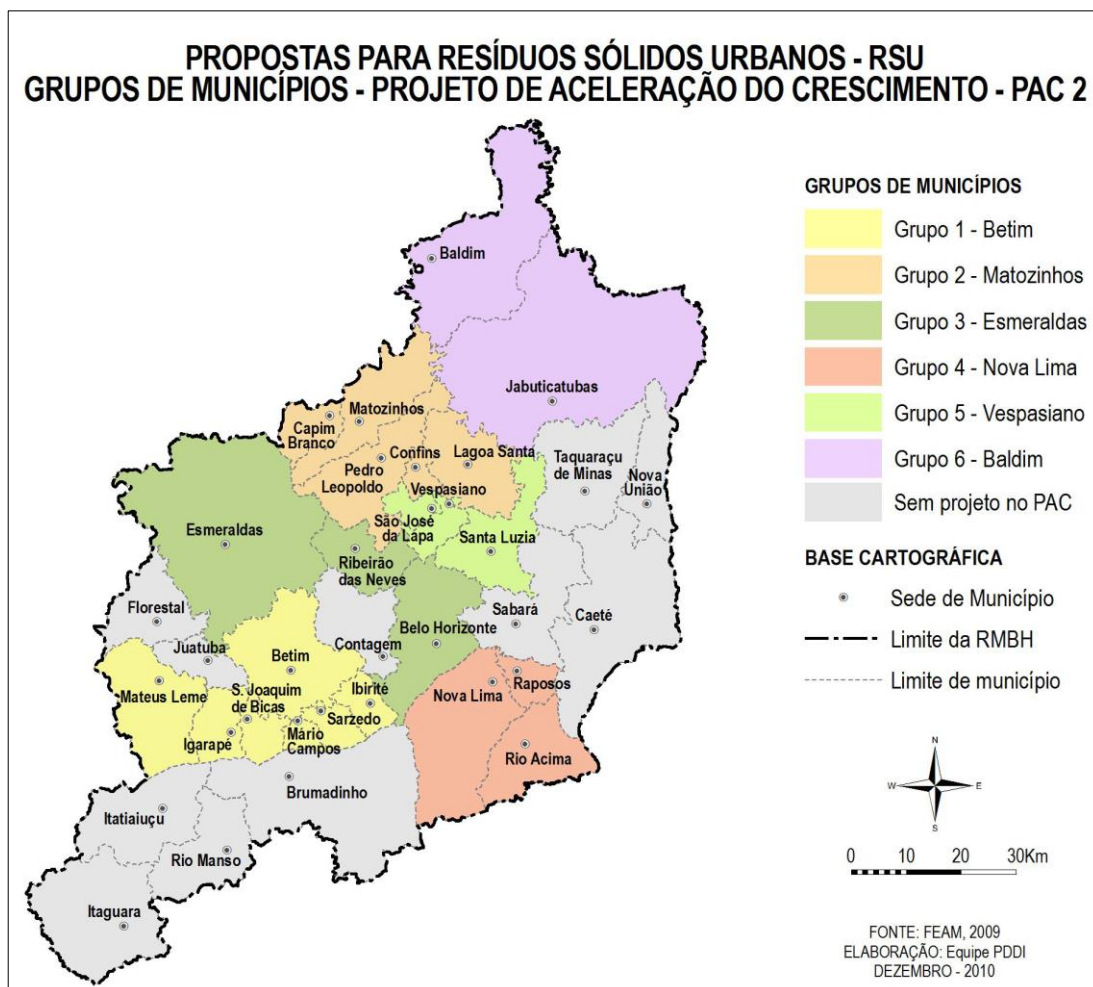 PROPOSTAS PARA RESÍDUOS SÓLIDOS URBANOS - RSU
GRUPOS DE MUNICÍPIOS - PROJETO DE ACELERAÇÃO DO CRESCIMENTO - PAC 2
Baldim
Jabuticatubas
Matozinhos
Capim
Branco
Confins
Lagoa Santa
Pedro
Leopoldo
Vespasiano
Taquaraçu
de Minas
Nova
União
São José
da Lapa
Santa Luzia
Esmeraldas
Ribeirão
das Neves
Florestal
Juatuba
Contagem
Belo Horizonte
Sabará
Caeté
Betim
Mateus Leme
S. Joaquim
de Bicas
Ibirité
Sarzedo
Nova Lima
Raposos
Igarapé
Mário
Campos
Rio Acima
Brumadinho
Itatiaiuçu
Rio Manso
Itaguara
GRUPOS DE MUNICÍPIOS
Grupo 1 - Betim
Grupo 2 - Matozinhos
Grupo 3 - Esmeraldas
Grupo 4 - Nova Lima
Grupo 5 - Vespasiano
Grupo 6 - Baldim
Sem projeto no PAC
BASE CARTOGRÁFICA
Sede de Município
Limite da RMBH
Limite de município
N
W
E
S
0 10 20 30Km
FONTE: FEAM, 2009
ELABORAÇÃO: Equipe PDDI
DEZEMBRO - 2010